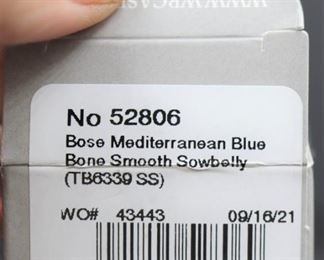 No 52806
Bose Mediterranean Blue
Bone Smooth Sowbelly
(TB6339 SS)
WO# 43443 09/16/21